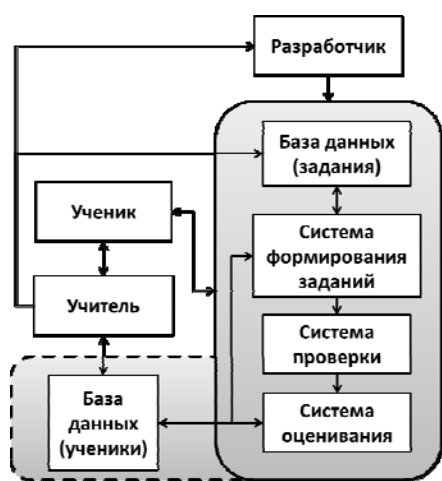 Разработчик
База данных
(задания)
Ученик
Система
формирования
заданий
Учитель
Система
проверки
База
данных
(ученики)
Система
оценивания